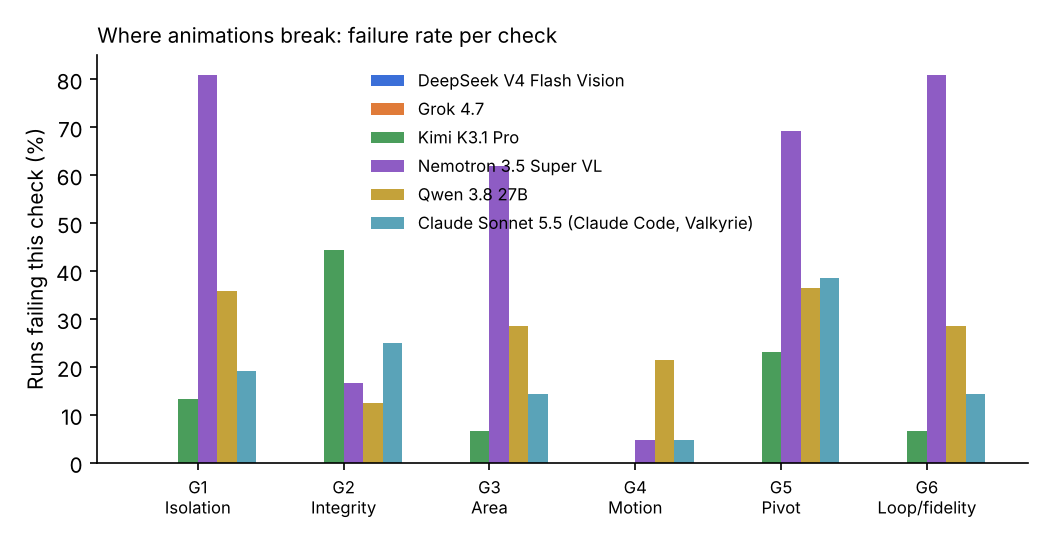 Where animations break: failure rate per check
Runs failing this check (%)
80
70
60
50
40
30
20
10
0
DeepSeek V4 Flash Vision
Grok 4.7
Kimi K3.1 Pro
Nemotron 3.5 Super VL
Qwen 3.8 27B
Claude Sonnet 5.5 (Claude Code, Valkyrie)
G1 G2 G3 G4 G5 G6
Isolation Integrity Area Motion Pivot Loop/fidelity